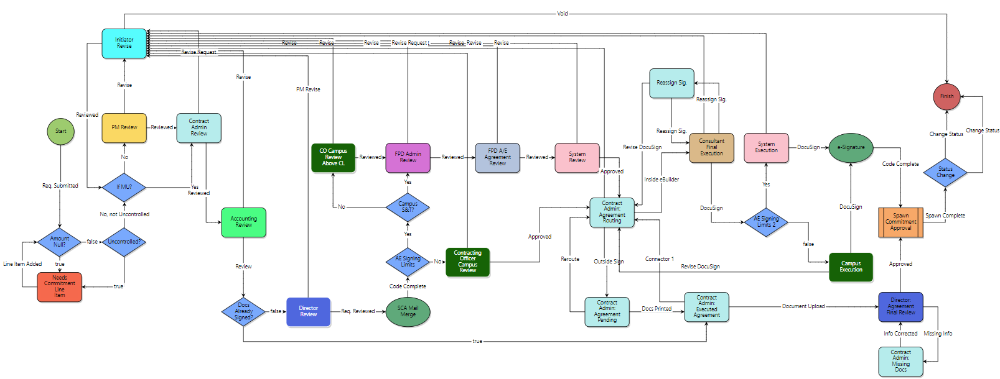 Void
Initiator
Revise
Revise
Revise
Revise
Revise Request
Revise
Revise
Revise
Revise Request
Revise
Revise
PM Revise
Reassign Sig.
Reassign Sig.
Finish
Reviewed
PM Review
Reviewed
Contract
Admin
Review
Start
Reassign Sig.
Change Status
Change Status
Consultant
Final
Execution
System
Execution
DocuSign
e-Signature
Revise DocuSign
CO Campus
Review
Above CL
Reviewed
FPD Admin
Review
Reviewed
FPD A/E
Agreement
Review
Reviewed
System
Review
No
Code Complete
Approved
Status
Change
Inside eBuilder
Req. Submitted
If MU?
Yes
Reviewed
Yes
Yes
No
Campus
S&T?
Contract
Admin:
Agreement
Routing
DocuSign
DocuSign
No, not Uncontrolled
Accounting
Review
AE Signing
Limits 2
Spawn
Commitment
Approval
Spawn Complete
Amount
Null?
false
Uncontrolled?
Yes
Approved
false
Line Item Added
true
AE Signing
Limits
No
Contracting
Officer
Campus
Review
Reroute
Outside Sign
Connector 1
Revise DocuSign
Campus
Execution
Approved
Review
Needs
Commitment
Line
Item
true
Code Complete
Docs
Already
Signed?
false
Director
Review
Req. Reviewed
SCA Mail
Merge
Contract
Admin:
Agreement
Pending
Docs Printed
Contract
Admin:
Executed
Agreement
Document Upload
Director:
Agreement
Final Review
Info Corrected
Missing Info
true
Contract
Admin:
Missing
Docs